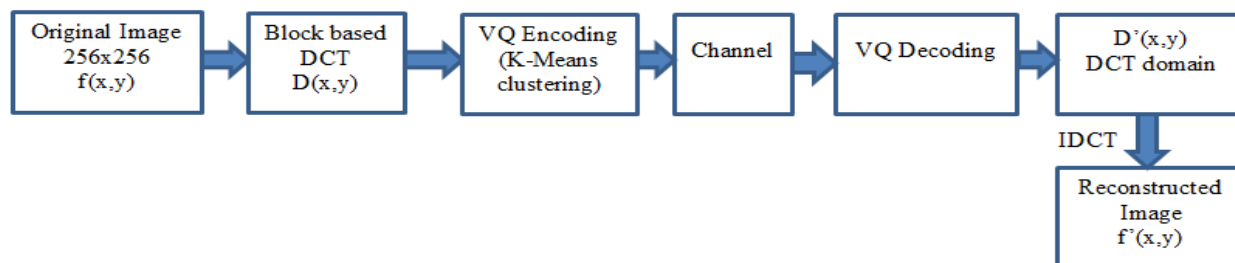 Original Image
256x256
f(x,y)
Block based
DCT
D(x,y)
VQ Encoding
(K-Means
clustering)
Channel
VQ Decoding
D’(x,y)
DCT domain
IDCT
Reconstructed
Image
f’(x,y)